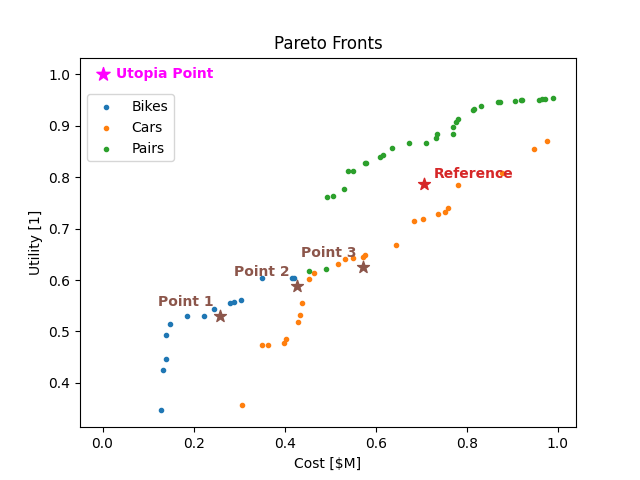 Pareto Fronts
Utopia Point
Bikes
Cars
Pairs
Reference
Point 3
Point 2
Point 1
Utility [1]
1.0
0.9
0.8
0.7
0.6
0.5
0.4
0.0 0.2 0.4 0.6 0.8 1.0
Cost [$M]